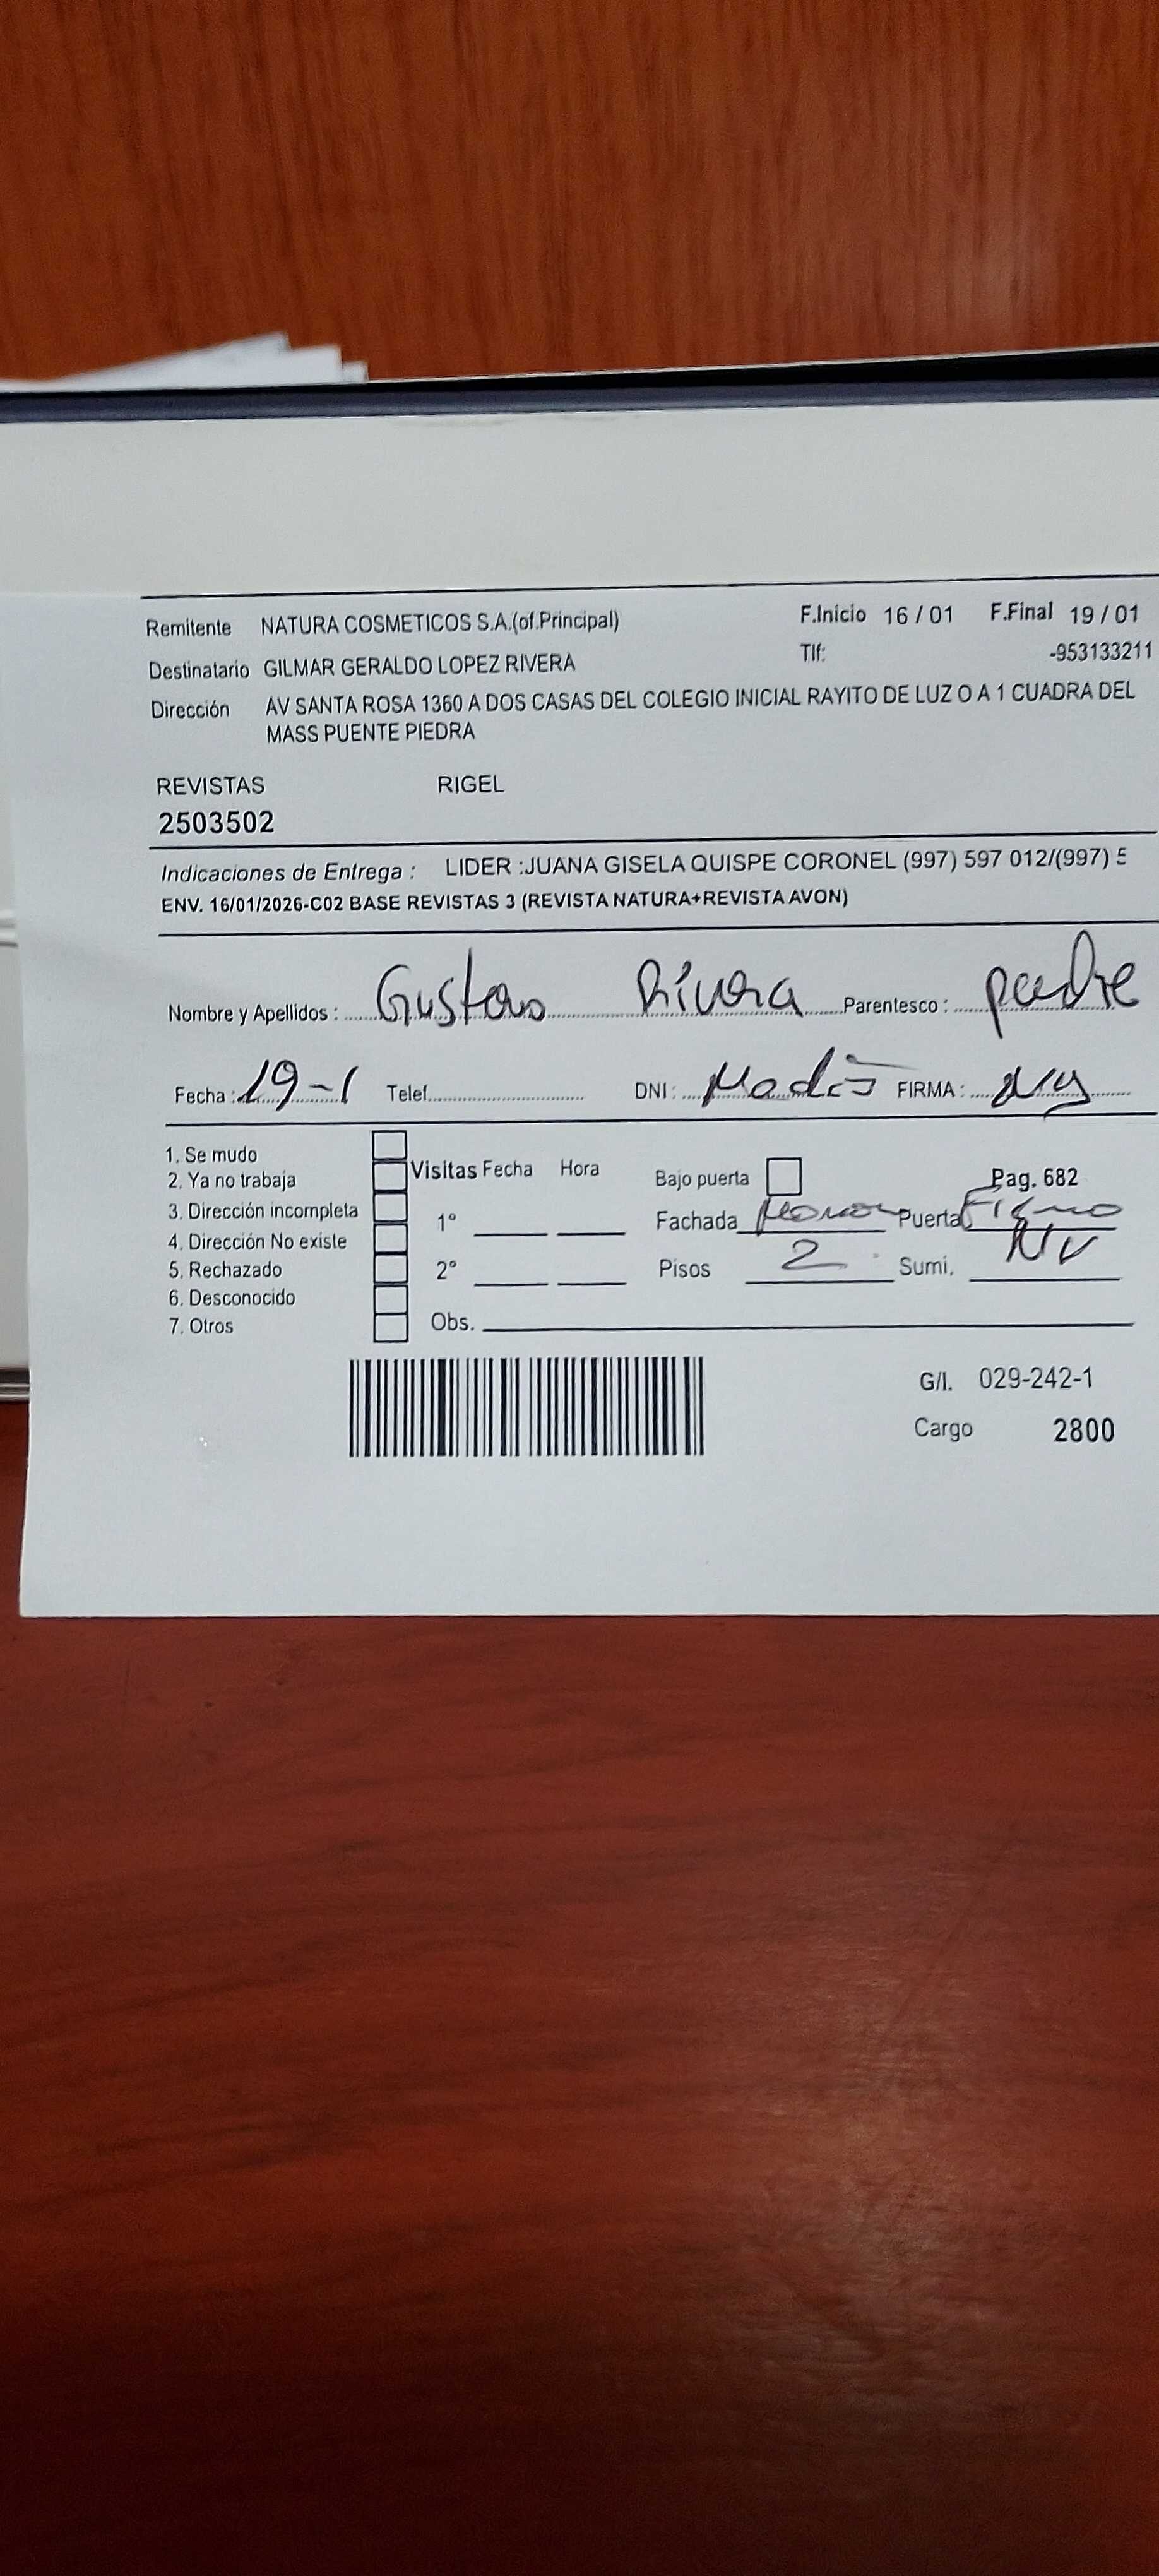 Remitente NATURA COSMETICOS S.A.(of.Principal) F.Inicio 16 / 01 F.Final 19 / 01
Destinatario GILMAR GERALDO LOPEZ RIVERA Tlf: -953133211
Dirección AV SANTA ROSA 1360 A DOS CASAS DEL COLEGIO INICIAL RAYITO DE LUZ O A 1 CUADRA DEL
MASS PUENTE PIEDRA
REVISTAS RIGEL
2503502
Indicaciones de Entrega : LIDER :JUANA GISELA QUISPE CORONEL (997) 597 012/(997) 5
ENV. 16/01/2026-C02 BASE REVISTAS 3 (REVISTA NATURA+REVISTA AVON)
Nombre y Apellidos : Gustavo Rivera Parentesco : padre
Fecha : 19-1 Telef. DNI : FIRMA :
1. Se mudo
2. Ya no trabaja Visitas Fecha Hora Bajo puerta Pag. 682
3. Dirección incompleta 1° Fachada Puerta Fierro
4. Dirección No existe
5. Rechazado 2° Pisos 2 Sumi. NV
6. Desconocido
7. Otros Obs.
G/I. 029-242-1
Cargo 2800